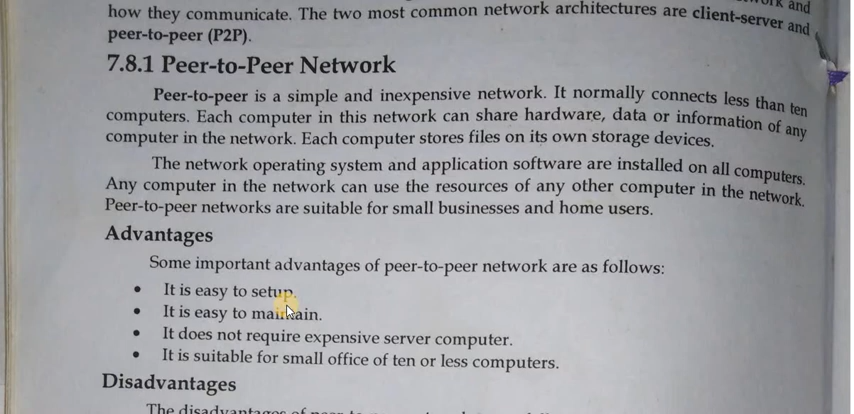 how they communicate. The two most common network architectures are client-server and
peer-to-peer (P2P).
7.8.1 Peer-to-Peer Network
Peer-to-peer is a simple and inexpensive network. It normally connects less than ten
computers. Each computer in this network can share hardware, data or information of any
computer in the network. Each computer stores files on its own storage devices.
The network operating system and application software are installed on all computers.
Any computer in the network can use the resources of any other computer in the network.
Peer-to-peer networks are suitable for small businesses and home users.
Advantages
Some important advantages of peer-to-peer network are as follows:
• It is easy to setup.
• It is easy to maintain.
• It does not require expensive server computer.
• It is suitable for small office of ten or less computers.
Disadvantages